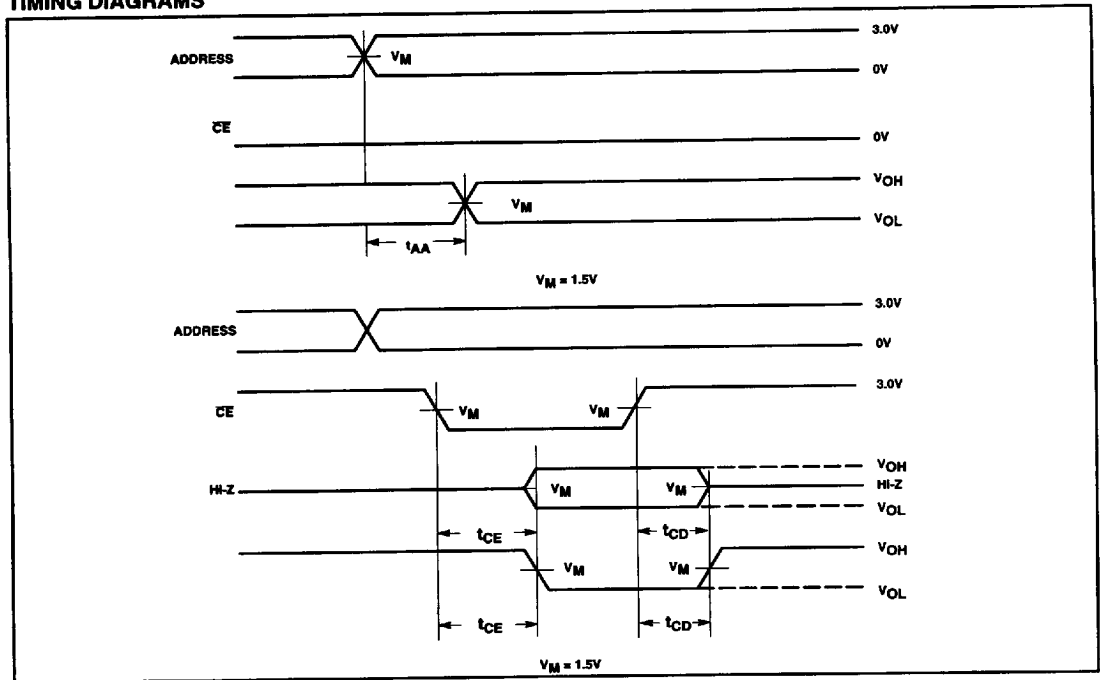 TIMING DIAGRAMS
3.0V
ADDRESS
VM
0V
CE
0V
VOH
VM
VOL
tAA
VM = 1.5V
3.0V
ADDRESS
0V
3.0V
CE
VM
VM
VOH
HI-Z
VM
VM
HI-Z
VOL
tCE
tCD
VOH
VM
VM
VOL
tCE
tCD
VM = 1.5V